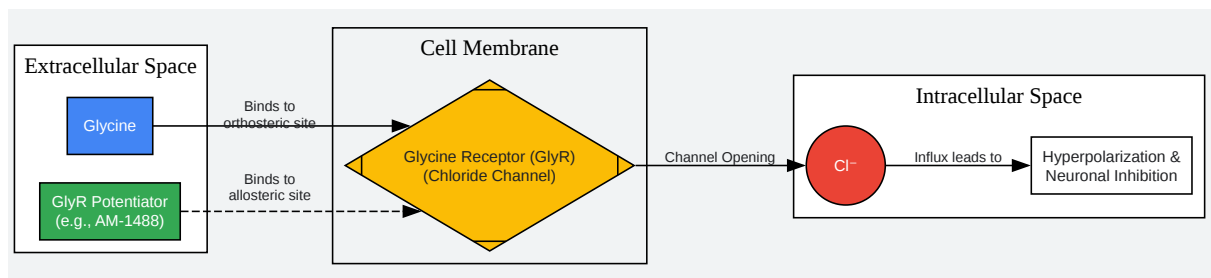 Extracellular Space
Glycine
GlyR Potentiator
(e.g., AM-1488)
Binds to
orthosteric site
Binds to
allosteric site
Cell Membrane
Glycine Receptor (GlyR)
(Chloride Channel)
Channel Opening
Intracellular Space
Cl⁻
Influx leads to
Hyperpolarization &
Neuronal Inhibition